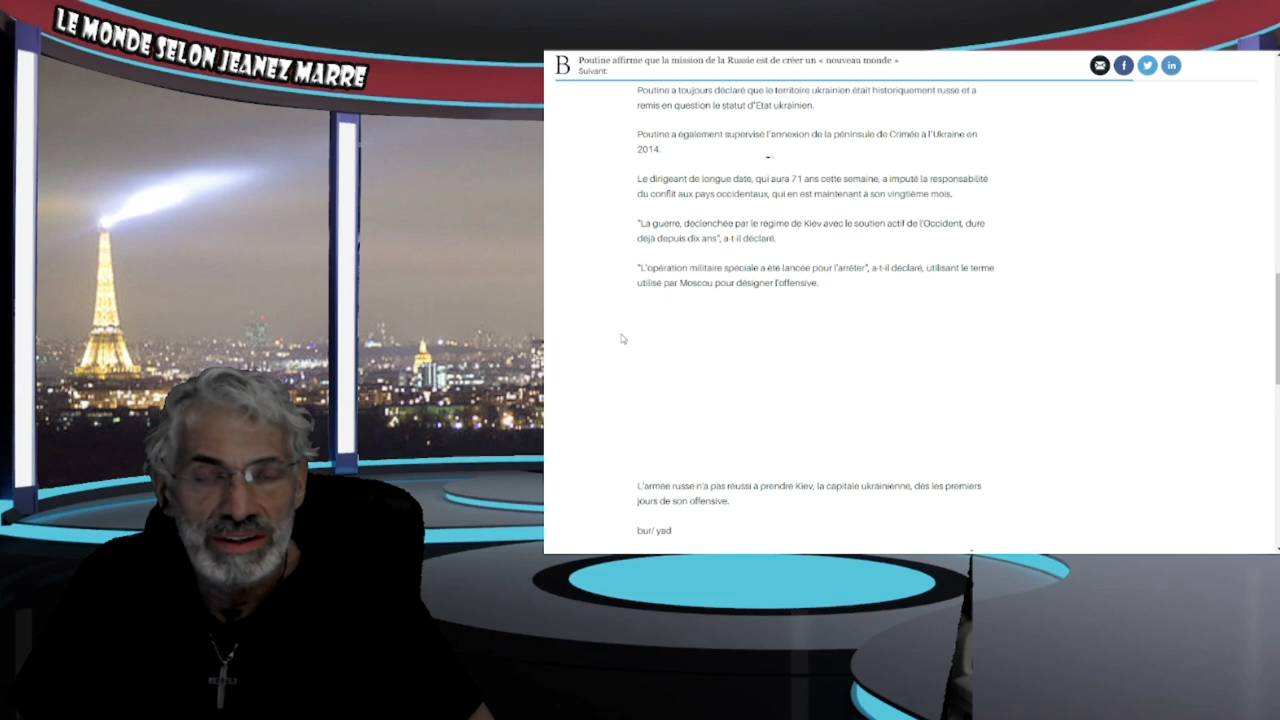 LE MONDE SELON JEANEZ MARRE
B
Poutine affirme que la mission de la Russie est de créer un « nouveau monde »
Suivant:
Poutine a toujours déclaré que le territoire ukrainien était historiquement russe et a
remis en question le statut d'Etat ukrainien.
Poutine a également supervisé l'annexion de la péninsule de Crimée à l'Ukraine en
2014.
Le dirigeant de longue date, qui aura 71 ans cette semaine, a imputé la responsabilité
du conflit aux pays occidentaux, qui en est maintenant à son vingtième mois.
"La guerre, déclenchée par le régime de Kiev avec le soutien actif de l'Occident, dure
déjà depuis dix ans", a-t-il déclaré.
"L'opération militaire spéciale a été lancée pour l'arrêter", a-t-il déclaré, utilisant le terme
utilisé par Moscou pour désigner l'offensive.
L'armée russe n'a pas réussi à prendre Kiev, la capitale ukrainienne, dès les premiers
jours de son offensive.
bur/ yad